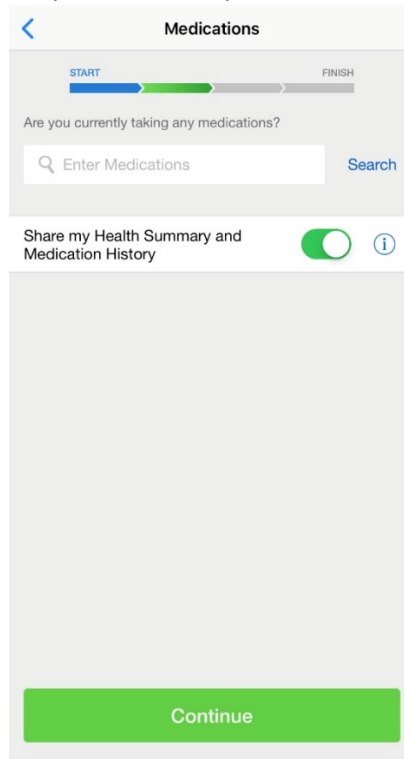 Medications
START FINISH
Are you currently taking any medications?
Enter Medications Search
Share my Health Summary and
Medication History
i
Continue